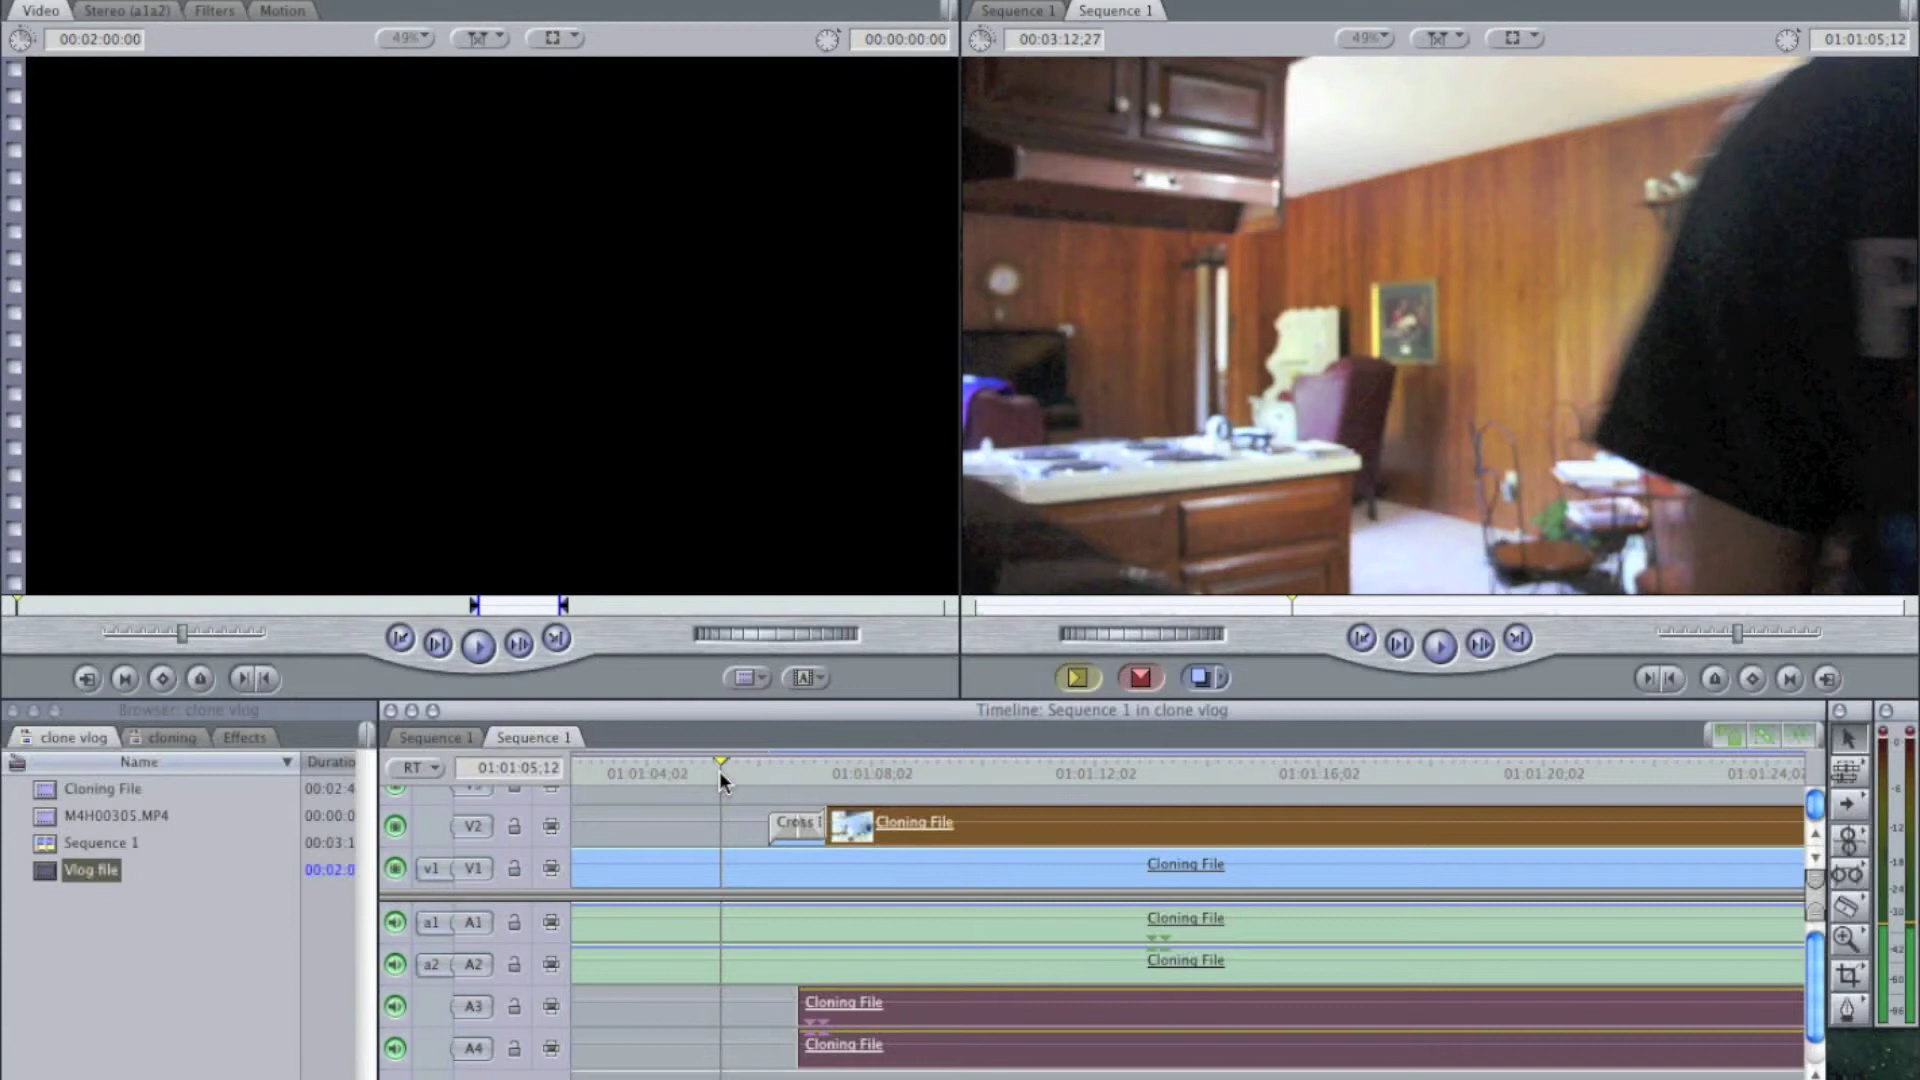 Video Stereo (a1a2) Filters Motion
Sequence 1 Sequence 1
00:02:00:00 49% 00:00:00:00
00:03:12;27 49% 01:01:05;12
Browser: clone vlog
Timeline: Sequence 1 in clone vlog
clone vlog cloning Effects
Sequence 1 Sequence 1
Name Duratio
RT 01:01:05;12 01:01:04;02 01:01:08;02 01:01:12;02 01:01:16;02 01:01:20;02 01:01:24;02
Cloning File 00:02:4
M4H00305.MP4 00:00:0
Sequence 1 00:03:1
Vlog file 00:02:0
V2 Cross Cloning File
v1 V1 Cloning File
a1 A1 Cloning File
a2 A2 Cloning File
A3 Cloning File
A4 Cloning File